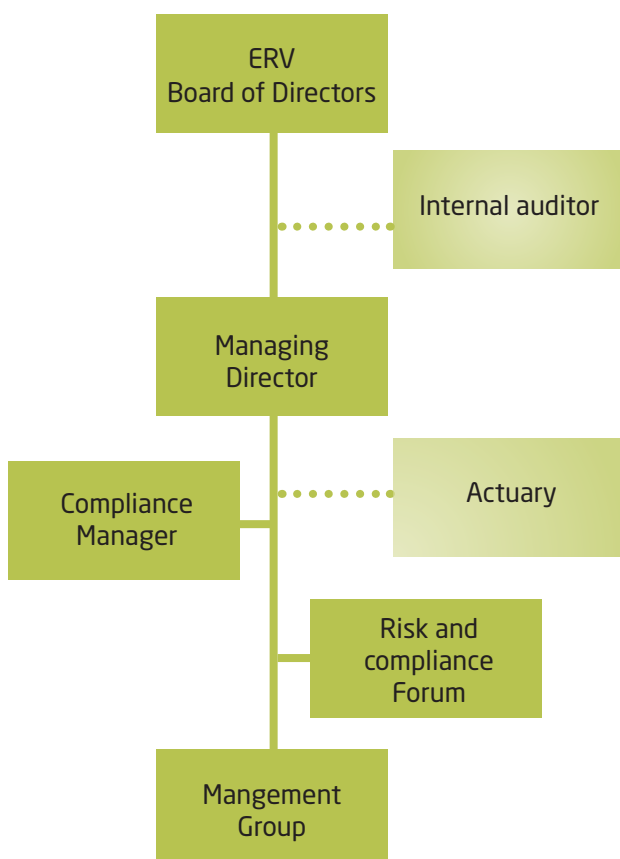 ERV
Board of Directors
Internal auditor
Managing
Director
Compliance
Manager
Actuary
Risk and
compliance
Forum
Mangement
Group